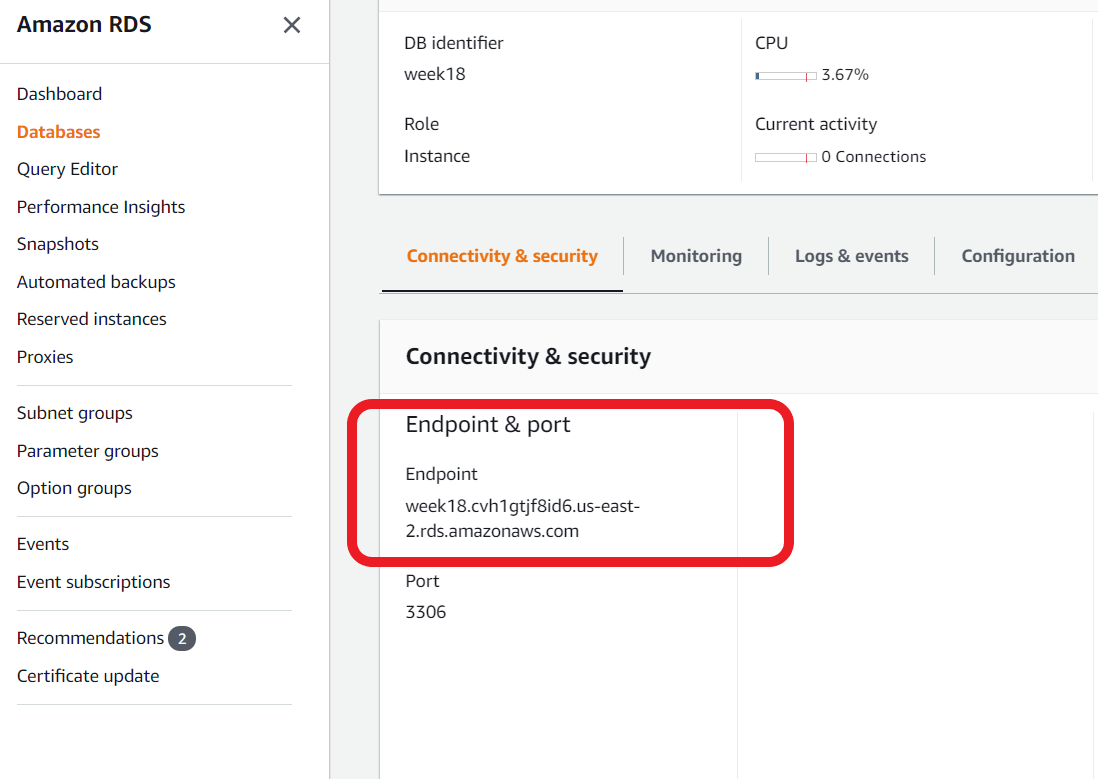 Amazon RDS
Dashboard
Databases
Query Editor
Performance Insights
Snapshots
Automated backups
Reserved instances
Proxies
Subnet groups
Parameter groups
Option groups
Events
Event subscriptions
Recommendations 2
Certificate update
DB identifier
week18
CPU
3.67%
Role
Instance
Current activity
0 Connections
Connectivity & security
Monitoring
Logs & events
Configuration
Connectivity & security
Endpoint & port
Endpoint
week18.cvh1gtjf8id6.us-east-
2.rds.amazonaws.com
Port
3306